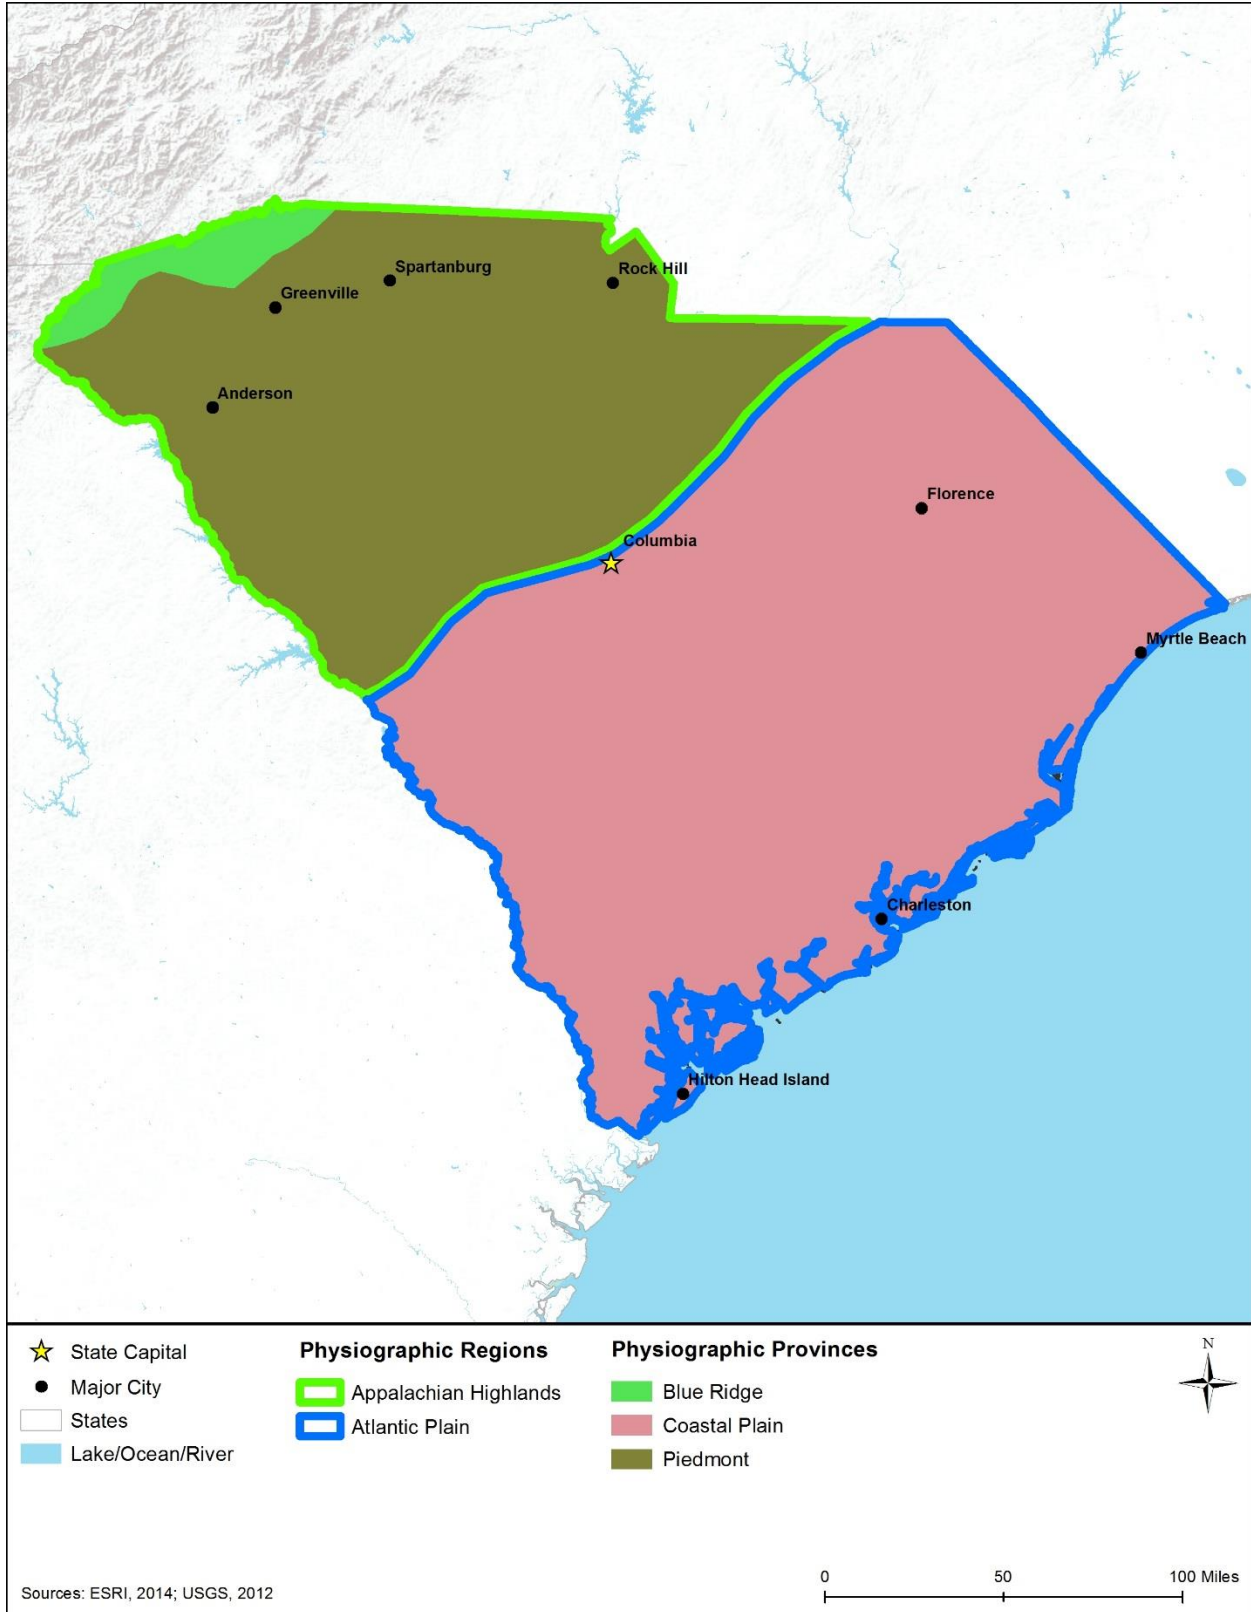 Spartanburg
Rock Hill
Greenville
Anderson
Florence
Columbia
Myrtle Beach
Charleston
Hilton Head Island
State Capital
Major City
States
Lake/Ocean/River
Physiographic Regions
Appalachian Highlands
Atlantic Plain
Physiographic Provinces
Blue Ridge
Coastal Plain
Piedmont
N
0 50 100 Miles
Sources: ESRI, 2014; USGS, 2012